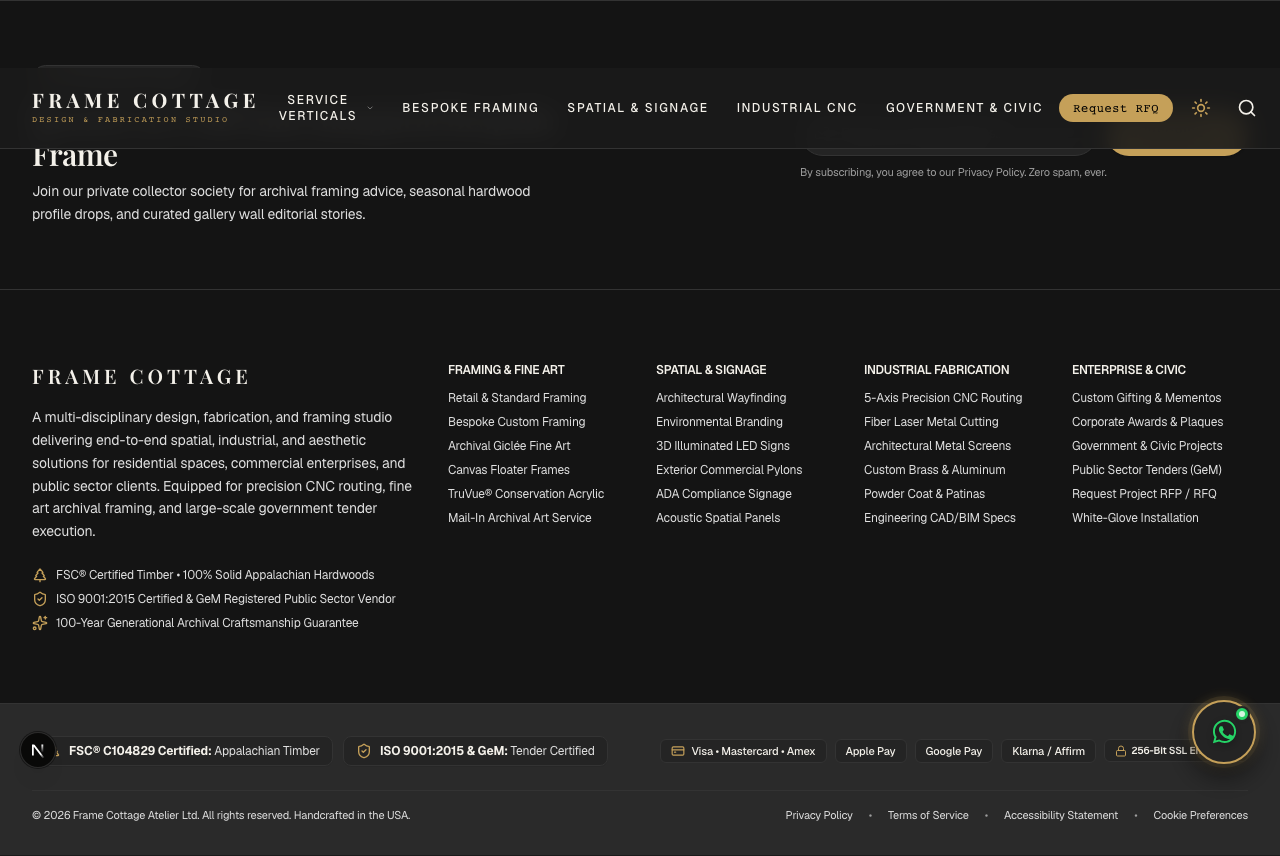 FRAME COTTAGE
DESIGN & FABRICATION STUDIO
SERVICE
VERTICALS
BESPOKE FRAMING
SPATIAL & SIGNAGE
INDUSTRIAL CNC
GOVERNMENT & CIVIC
Request RFQ
Frame
Join our private collector society for archival framing advice, seasonal hardwood
profile drops, and curated gallery wall editorial stories.
By subscribing, you agree to our Privacy Policy. Zero spam, ever.
FRAME COTTAGE
A multi-disciplinary design, fabrication, and framing studio
delivering end-to-end spatial, industrial, and aesthetic
solutions for residential spaces, commercial enterprises, and
public sector clients. Equipped for precision CNC routing, fine
art archival framing, and large-scale government tender
execution.
FSC® Certified Timber • 100% Solid Appalachian Hardwoods
ISO 9001:2015 Certified & GeM Registered Public Sector Vendor
100-Year Generational Archival Craftsmanship Guarantee
FRAMING & FINE ART
Retail & Standard Framing
Bespoke Custom Framing
Archival Giclée Fine Art
Canvas Floater Frames
TruVue® Conservation Acrylic
Mail-In Archival Art Service
SPATIAL & SIGNAGE
Architectural Wayfinding
Environmental Branding
3D Illuminated LED Signs
Exterior Commercial Pylons
ADA Compliance Signage
Acoustic Spatial Panels
INDUSTRIAL FABRICATION
5-Axis Precision CNC Routing
Fiber Laser Metal Cutting
Architectural Metal Screens
Custom Brass & Aluminum
Powder Coat & Patinas
Engineering CAD/BIM Specs
ENTERPRISE & CIVIC
Custom Gifting & Mementos
Corporate Awards & Plaques
Government & Civic Projects
Public Sector Tenders (GeM)
Request Project RFP / RFQ
White-Glove Installation
N
FSC® C104829 Certified: Appalachian Timber
ISO 9001:2015 & GeM: Tender Certified
Visa • Mastercard • Amex
Apple Pay
Google Pay
Klarna / Affirm
256-Bit SSL
© 2026 Frame Cottage Atelier Ltd. All rights reserved. Handcrafted in the USA.
Privacy Policy • Terms of Service • Accessibility Statement • Cookie Preferences